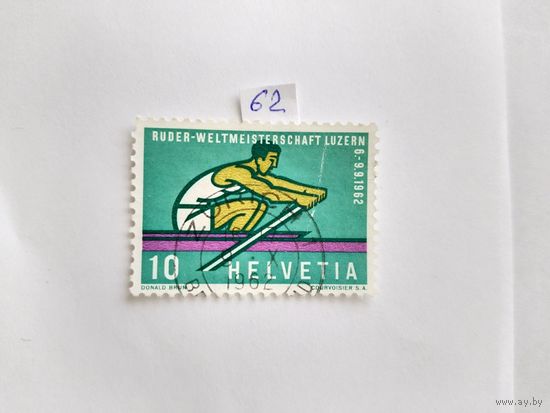 62
RUDER-WELTMEISTERSCHAFT LUZERN
6.-9.9.1962
10 HELVETIA
1962
DONALD BRUN
COURVOISIER S.A.
www.ay.by